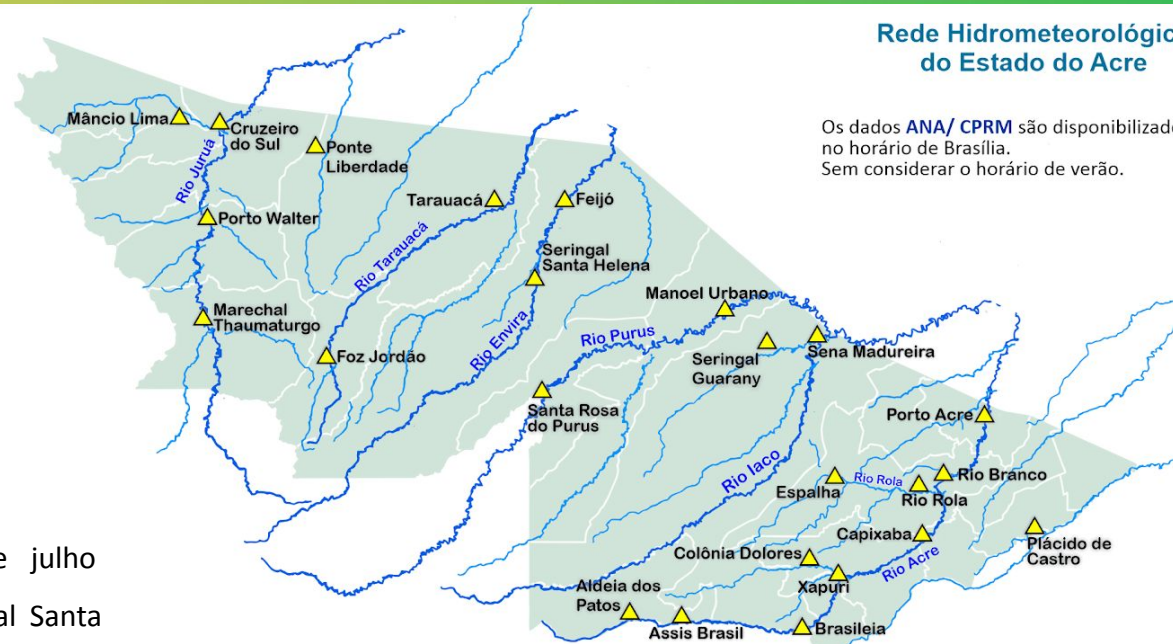 Rede Hidrometeorológic
do Estado do Acre
Os dados ANA/ CPRM são disponibilizad
no horário de Brasília.
Sem considerar o horário de verão.
Mâncio Lima
Cruzeiro
do Sul
Ponte
Liberdade
Rio Juruá
Porto Walter
Tarauacá
Feijó
Rio Tarauacá
Seringal
Santa Helena
Marechal
Thaumaturgo
Foz Jordão
Rio Envira
Manoel Urbano
Rio Purus
Seringal
Guarany
Sena Madureira
Santa Rosa
do Purus
Porto Acre
Rio Iaco
Espalha
Rio Rola
Rio Rola
Rio Branco
Capixaba
Plácido de
Castro
Colônia Dolores
Rio Acre
Xapuri
Aldeia dos
Patos
Assis Brasil
Brasileia
e julho
al Santa